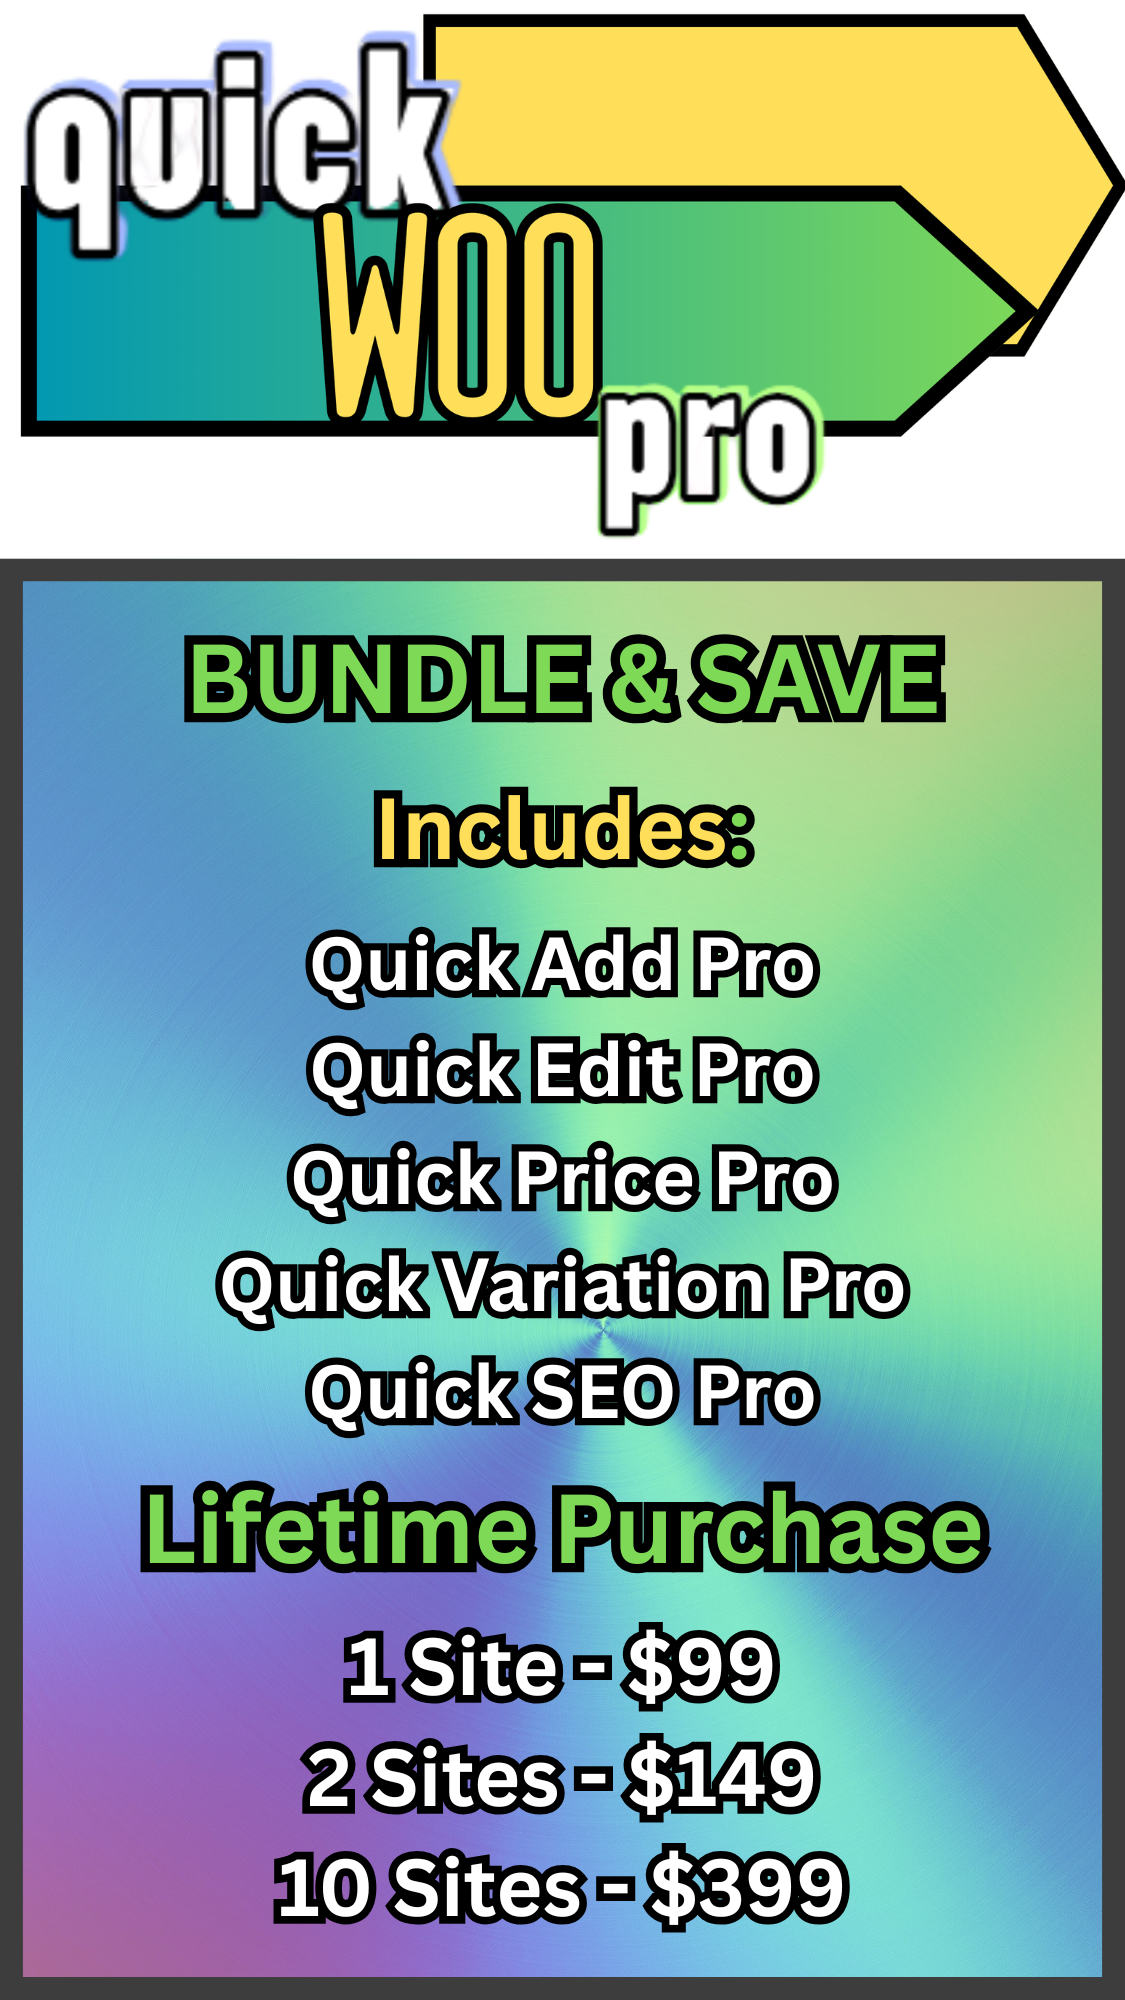 quick
WOO
pro
BUNDLE & SAVE
Includes:
Quick Add Pro
Quick Edit Pro
Quick Price Pro
Quick Variation Pro
Quick SEO Pro
Lifetime Purchase
1 Site - $99
2 Sites - $149
10 Sites - $399